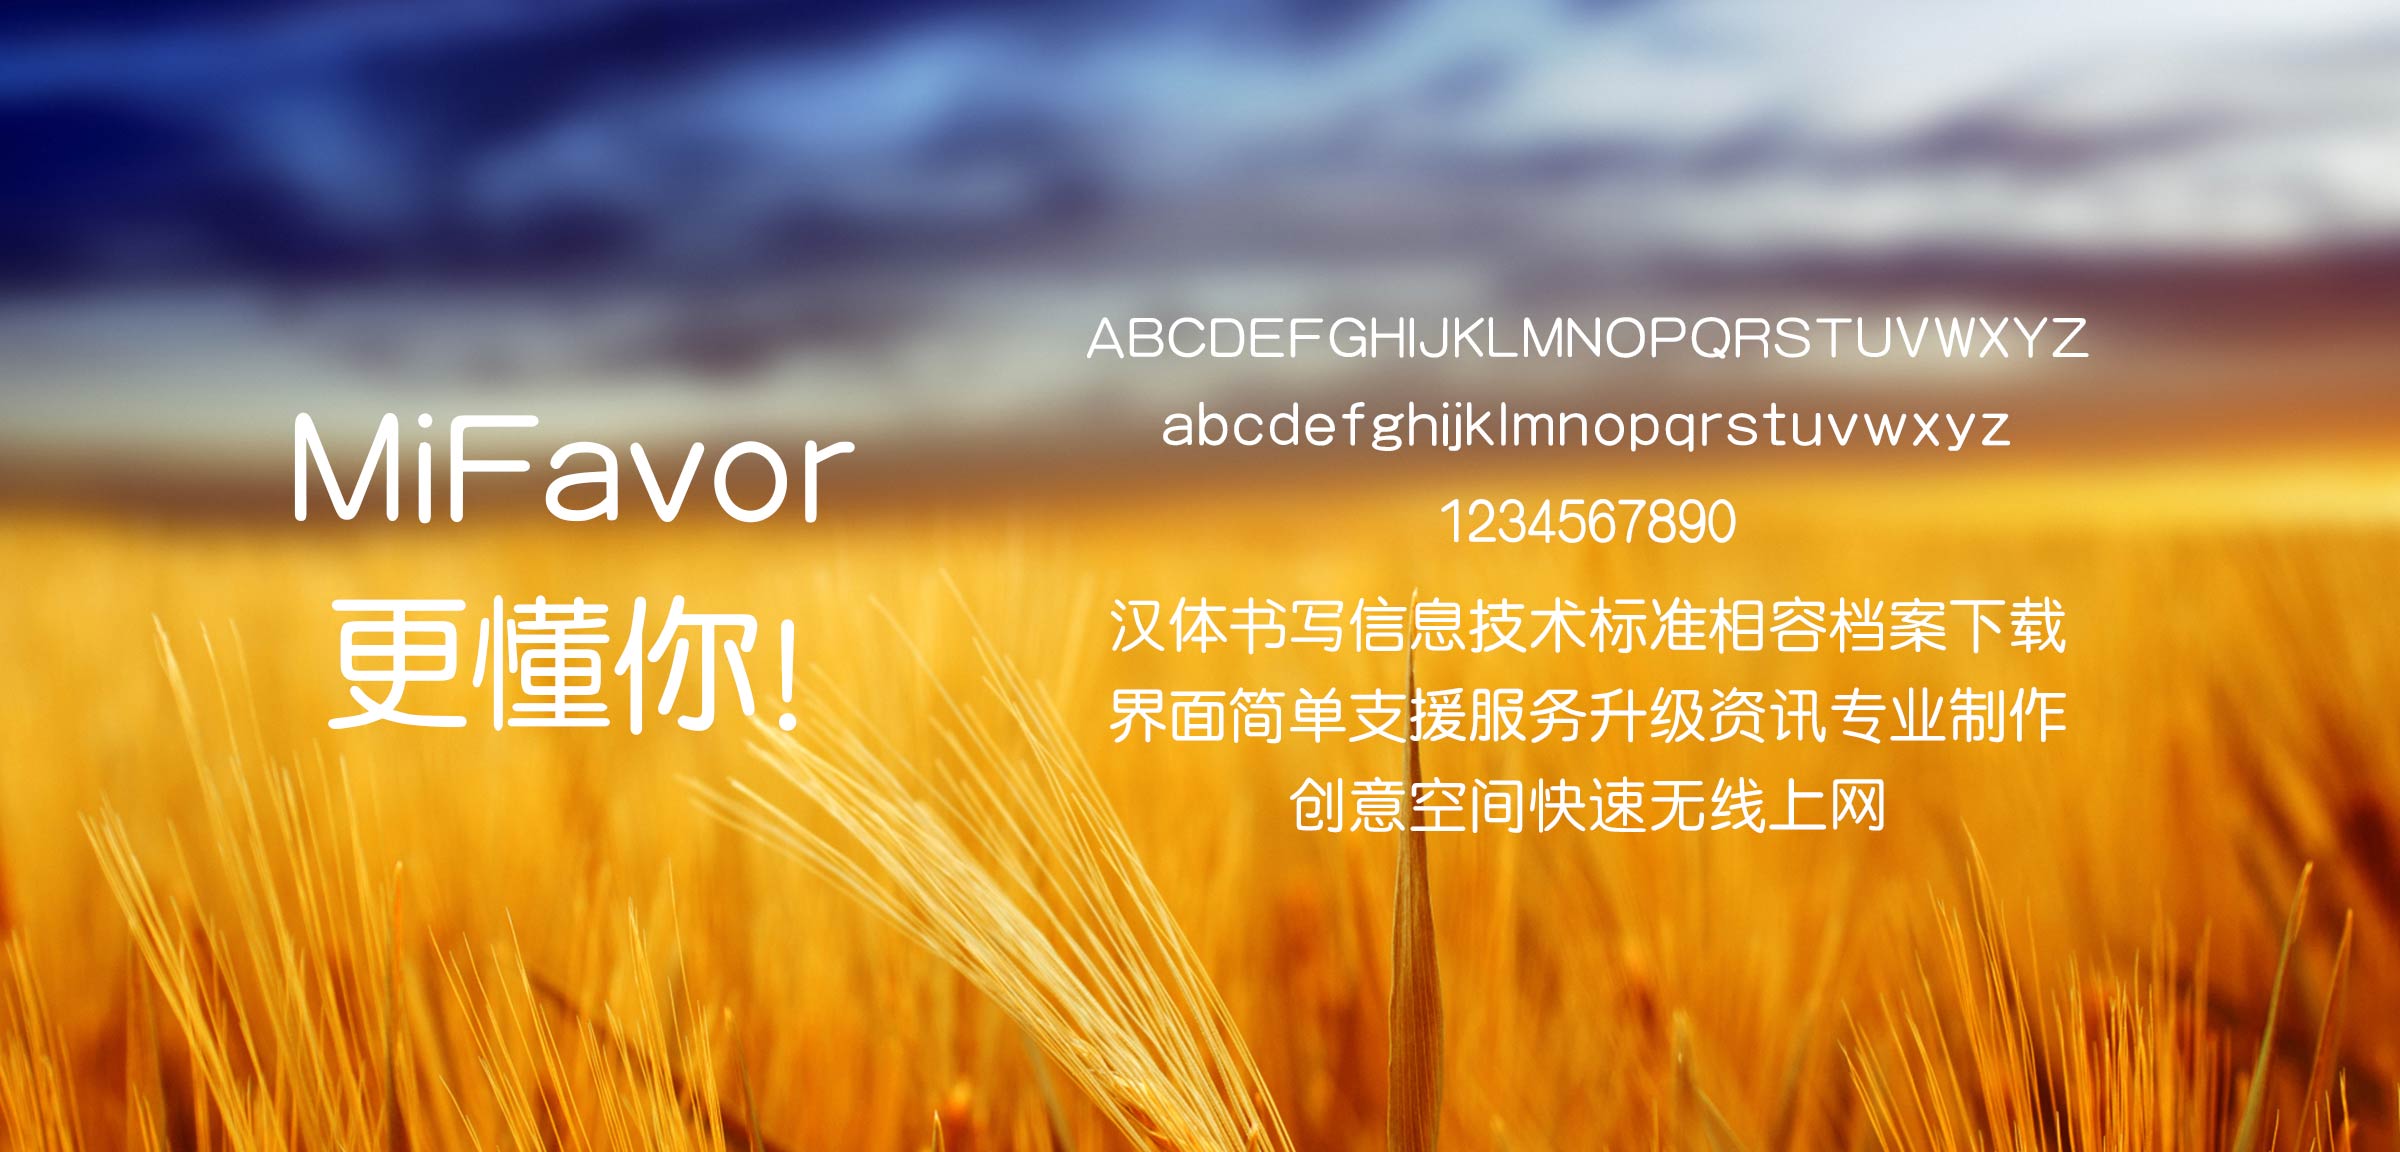 MiFavor
更懂你!
ABCDEFGHIJKLMNOPQRSTUVWXYZ
abcdefghijklmnopqrstuvwxyz
1234567890
汉体书写信息技术标准相容档案下载
界面简单支援服务升级资讯专业制作
创意空间快速无线上网